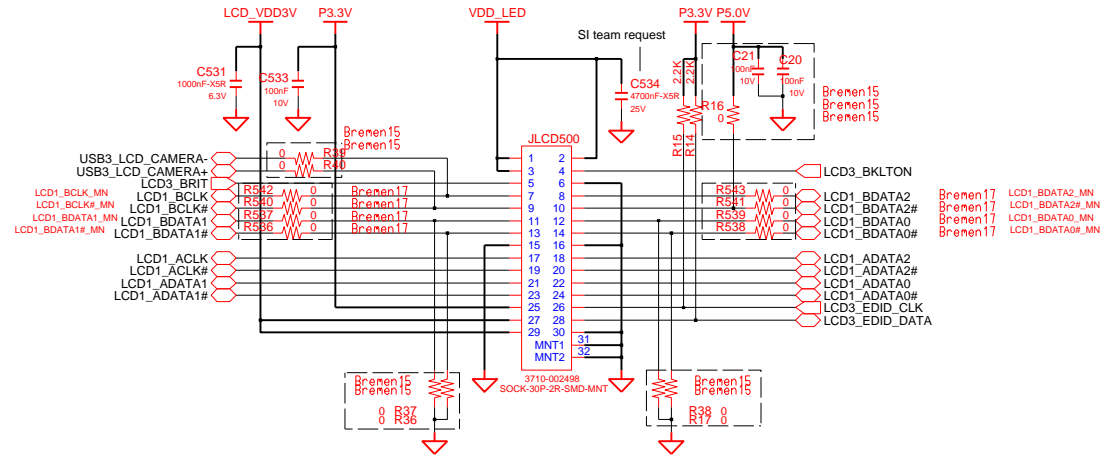 LCD_VDD3V P3.3V VDD_LED P3.3V P5.0V
SI team request
C531
1000nF-X5R
6.3V
C533
100nF
10V
C534
4700nF-X5R
25V
2.2K 2.2K
R15 R14
R16
0
C21
100nF
10V
C20
100nF
10V
Bremen15
Bremen15
Bremen15
JLCD500
Bremen15
Bremen15
USB3_LCD_CAMERA- 0 R39 1 2
USB3_LCD_CAMERA+ 0 R40 3 4 LCD3_BKLTON
LCD3_BRIT 5 6
LCD1_BCLK_MN LCD1_BCLK R542 0 Bremen17 7 8 R543 0 LCD1_BDATA2 Bremen17 LCD1_BDATA2_MN
LCD1_BCLK#_MN LCD1_BCLK# R540 0 9 10 R541 0 LCD1_BDATA2# Bremen17 LCD1_BDATA2#_MN
LCD1_BDATA1_MN LCD1_BDATA1 R537 0 Bremen17 11 12 R539 0 LCD1_BDATA0 Bremen17 LCD1_BDATA0_MN
LCD1_BDATA1#_MN LCD1_BDATA1# R536 0 13 14 R538 0 LCD1_BDATA0# Bremen17 LCD1_BDATA0#_MN
15 16
LCD1_ACLK 17 18 LCD1_ADATA2
LCD1_ACLK# 19 20 LCD1_ADATA2#
LCD1_ADATA1 21 22 LCD1_ADATA0
LCD1_ADATA1# 23 24 LCD1_ADATA0#
25 26 LCD3_EDID_CLK
27 28 LCD3_EDID_DATA
29 30
MNT1 31
MNT2 32
3710-002498
SOCK-30P-2R-SMD-MNT
Bremen15
Bremen15
0 R37
0 R36
Bremen15
Bremen15
R38 0
R17 0